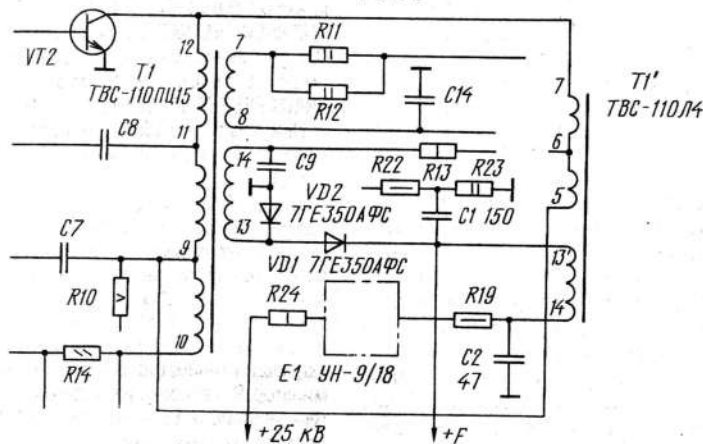 VT2
T1
ТВС-110ПЦ15
12
7
R11
R12
C14
8
11
C8
14
C9
R13
R22
R23
VD2
7ГЕ350АФС
C1 150
13
VD1 7ГЕ350АФС
C7
9
R10
10
R14
R24
E1 УН-9/18
R19
C2
47
+25 кВ
+F
7
6
5
13'
14
T1'
ТВС-110Л4